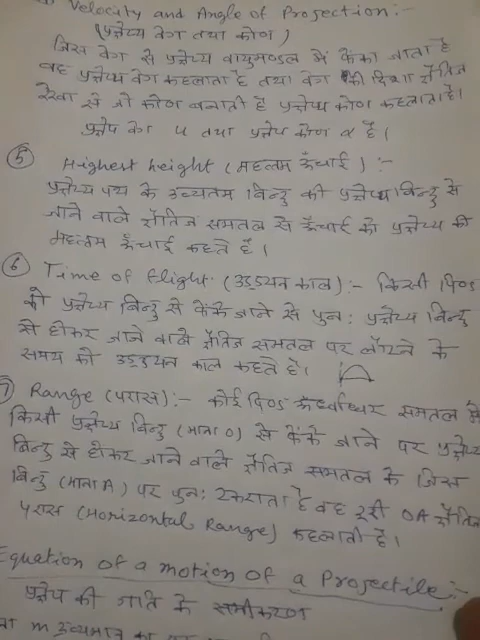 Velocity and Angle of Projection:-
(प्रक्षेप्य वेग तथा कोण)
जिस वेग से प्रक्षेप्य वायुमण्डल में फेंका जाता है
वह प्रक्षेप्य वेग कहलाता है तथा वेग की दिशा क्षैतिज
रेखा से जो कोण बनाती है प्रक्षेप्य कोण कहलाता है।
प्रक्षेप वेग u तथा प्रक्षेप कोण α है।
⑤ Highest height (महत्तम ऊँचाई) :-
प्रक्षेप्य पथ के उच्चतम बिन्दु की प्रक्षेप्य बिन्दु से
जाने वाले क्षैतिज समतल से ऊँचाई को प्रक्षेप्य की
महत्तम ऊँचाई कहते हैं।
⑥ Time of flight (उड्डयन काल) :- किसी पिण्ड
को प्रक्षेप्य बिन्दु से फेंके जाने से पुन: प्रक्षेप्य बिन्दु
से होकर जाने वाले क्षैतिज समतल पर लौटने के
समय को उड्डयन काल कहते हैं।
7 Range (परास) :- कोई पिण्ड ऊर्ध्वाधर समतल में
किसी प्रक्षेप्य बिन्दु (माना O) से फेंके जाने पर प्रक्षेप्य
बिन्दु से होकर जाने वाले क्षैतिज समतल के जिस
बिन्दु (माना A) पर पुन: टकराता है वह दूरी OA क्षैतिज
परास (Horizontal Range) कहलाती है।
Equation of a motion of a Projectile:-
प्रक्षेप की गति के समीकरण
m द्रव्यमान का